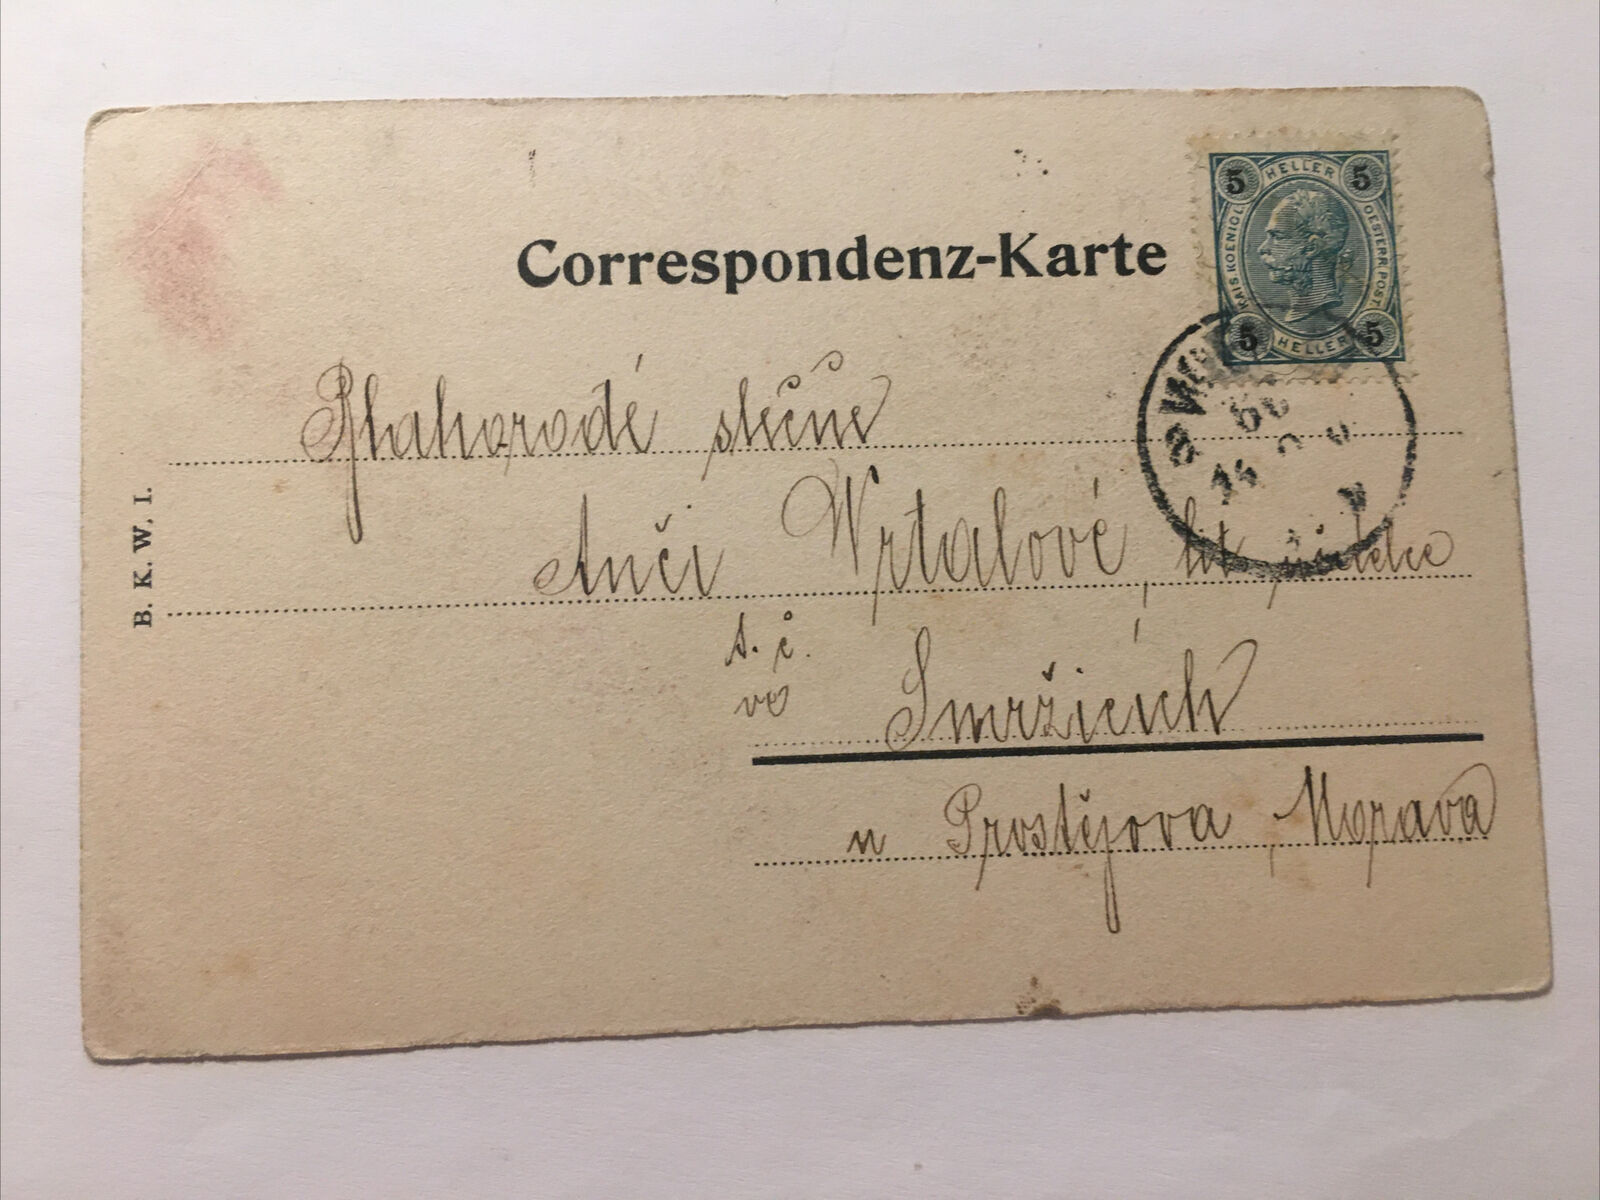 5 HELLER 5
KAIS. KOENIGL. OESTERR. POST.
5 HELLER 5
Correspondenz-Karte
Blahorodé slečně
Anči Vrtalové,
t. č.
ve Smržicích
u Prostějova, Morava
B. K. W. I.